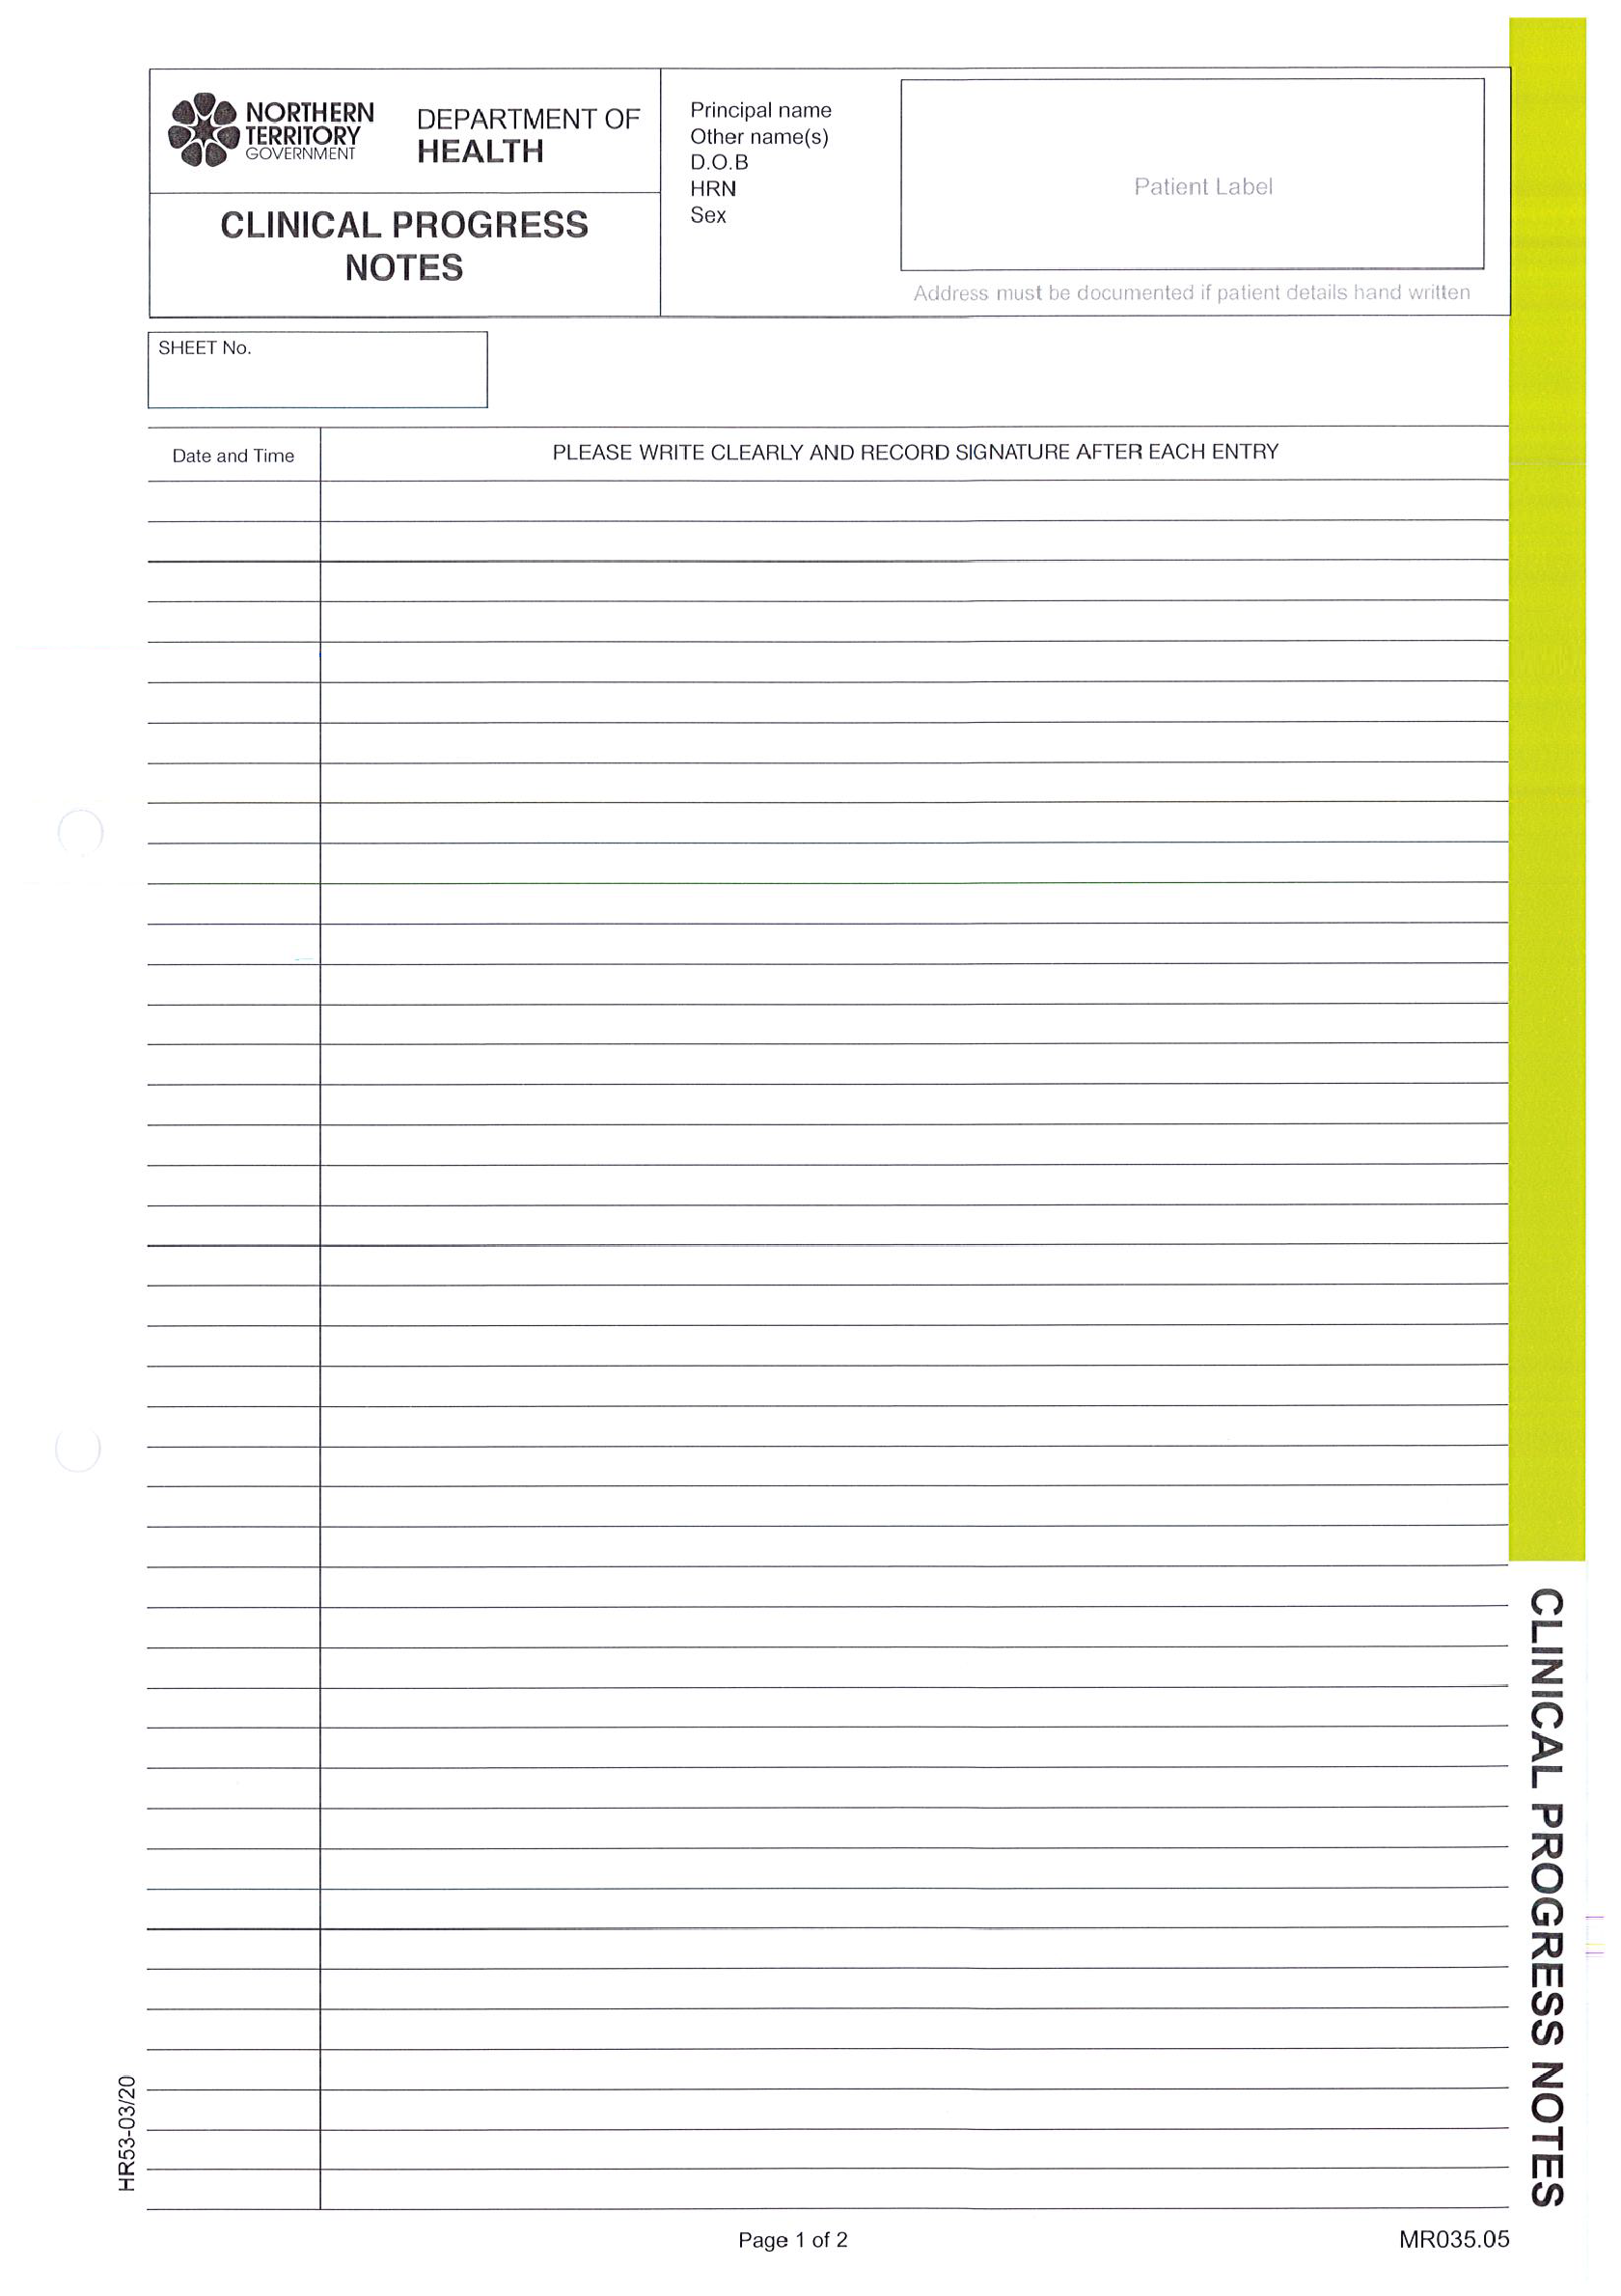 NORTHERN
TERRITORY
GOVERNMENT
DEPARTMENT OF
HEALTH
CLINICAL PROGRESS
NOTES
Principal name
Other name(s)
D.O.B
HRN
Sex
Patient Label
Address must be documented if patient details hand written
SHEET No.
Date and Time
PLEASE WRITE CLEARLY AND RECORD SIGNATURE AFTER EACH ENTRY
CLINICAL PROGRESS NOTES
HR53-03/20
Page 1 of 2
MR035.05